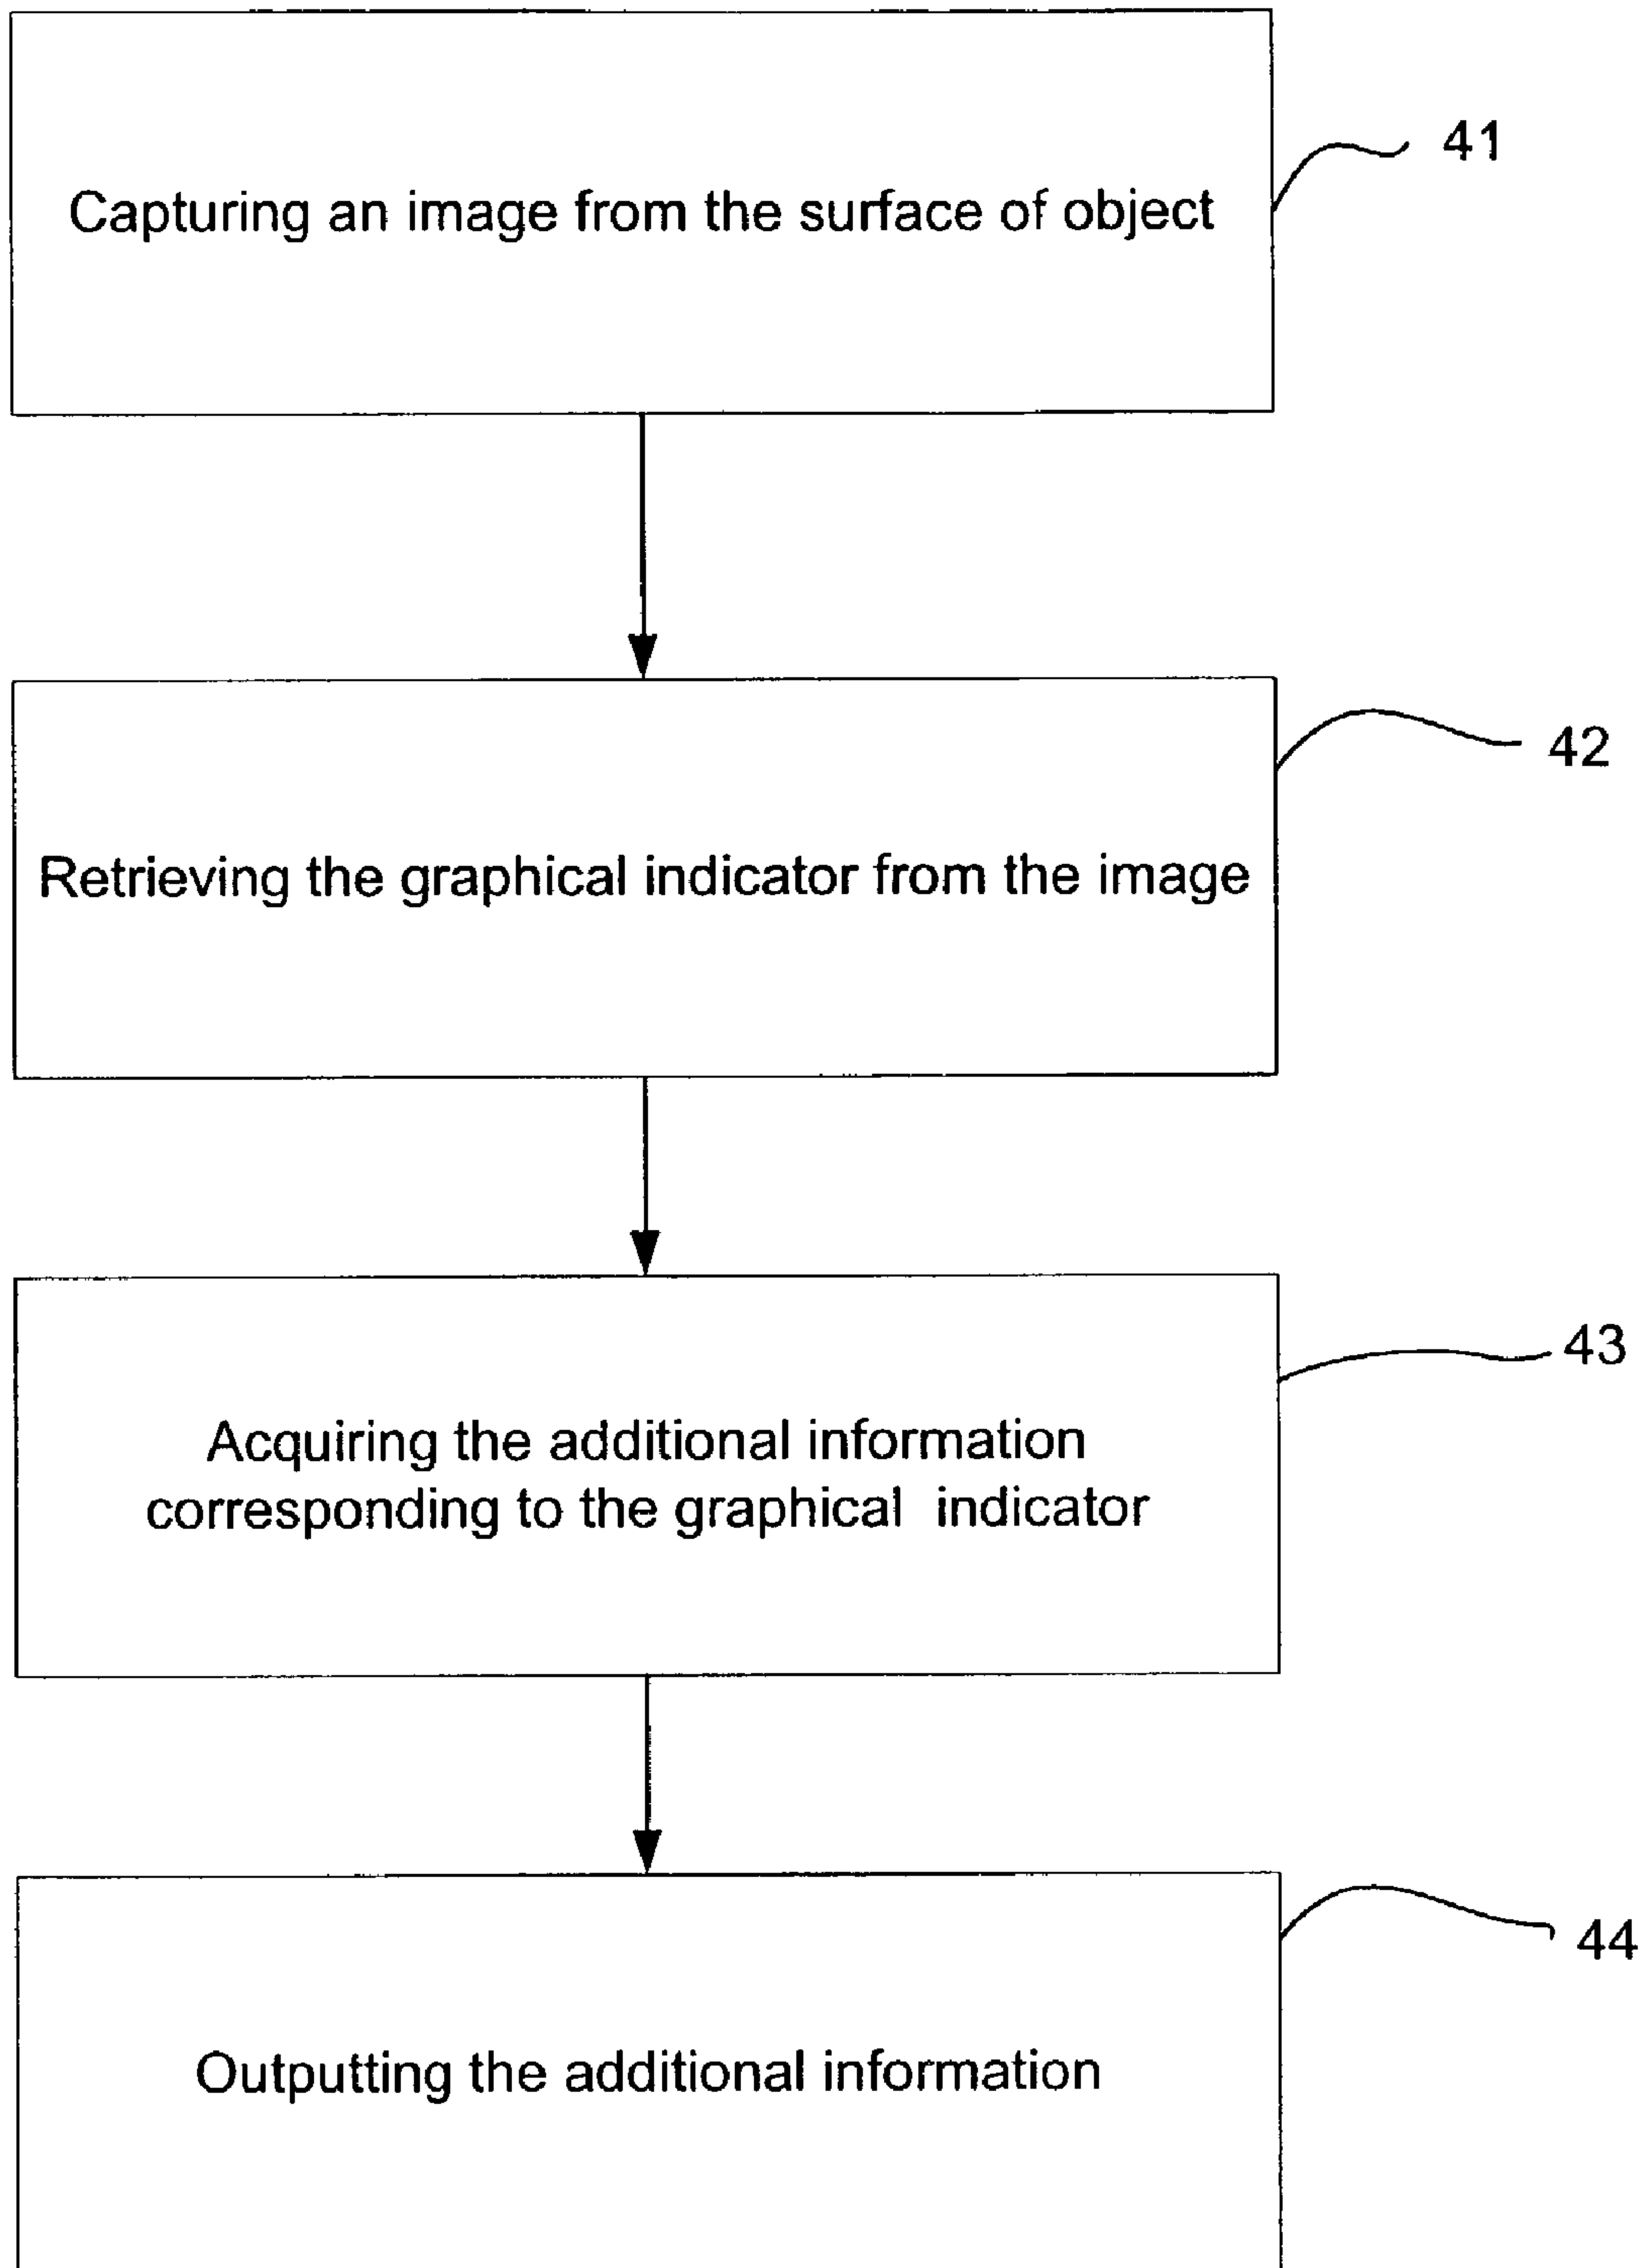 Capturing an image from the surface of object
41
Retrieving the graphical indicator from the image
42
Acquiring the additional information
corresponding to the graphical indicator
43
Outputting the additional information
44